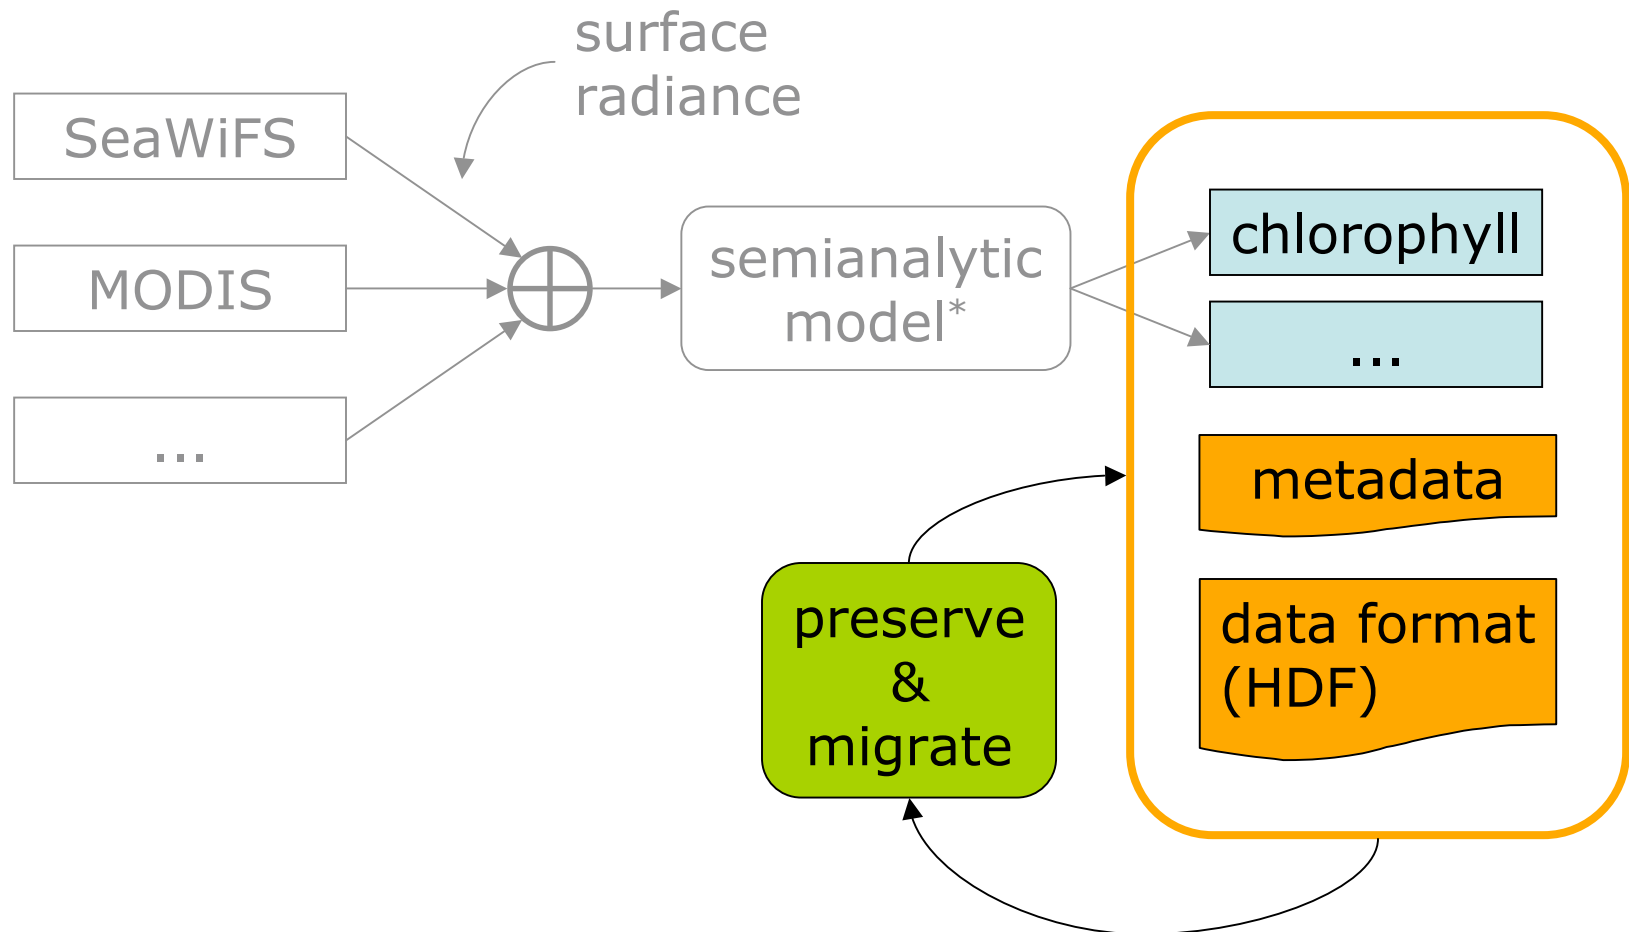 surface
radiance
SeaWiFS
MODIS
...
semianalytic
model*
chlorophyll
...
metadata
data format
(HDF)
preserve
&
migrate